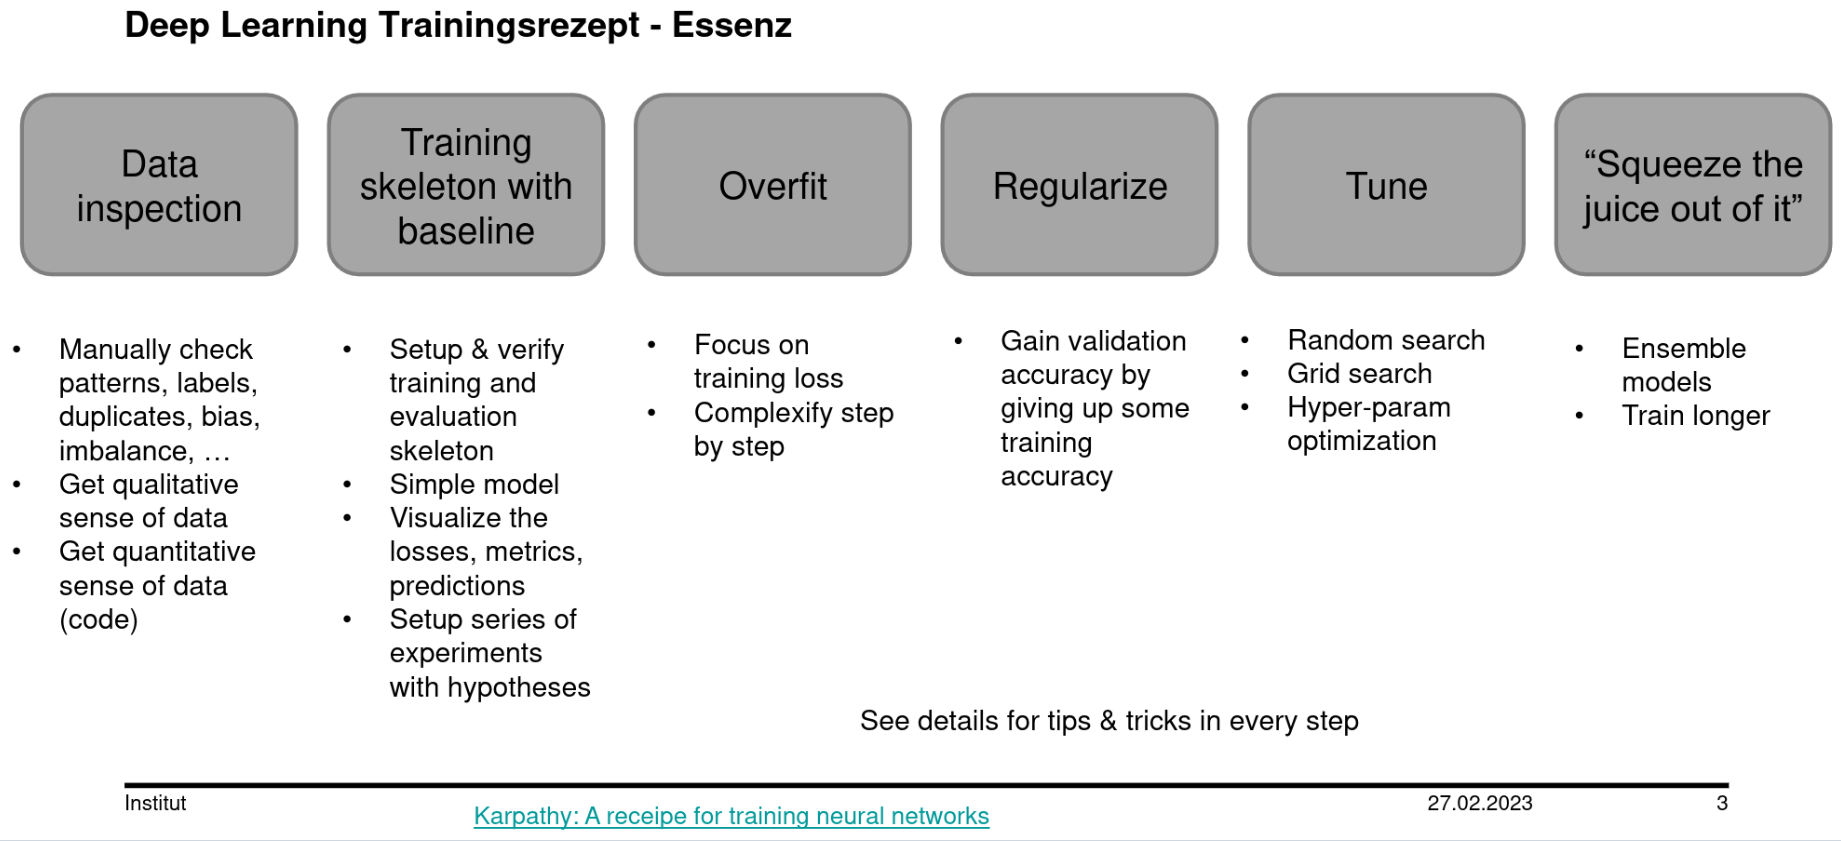 Deep Learning Trainingsrezept - Essenz
Data
inspection
Training
skeleton with
baseline
Overfit
Regularize
Tune
“Squeeze the
juice out of it”
• Manually check
patterns, labels,
duplicates, bias,
imbalance, …
• Get qualitative
sense of data
• Get quantitative
sense of data
(code)
• Setup & verify
training and
evaluation
skeleton
• Simple model
• Visualize the
losses, metrics,
predictions
• Setup series of
experiments
with hypotheses
• Focus on
training loss
• Complexify step
by step
• Gain validation
accuracy by
giving up some
training
accuracy
• Random search
• Grid search
• Hyper-param
optimization
• Ensemble
models
• Train longer
See details for tips & tricks in every step
Institut
Karpathy: A receipe for training neural networks
27.02.2023
3